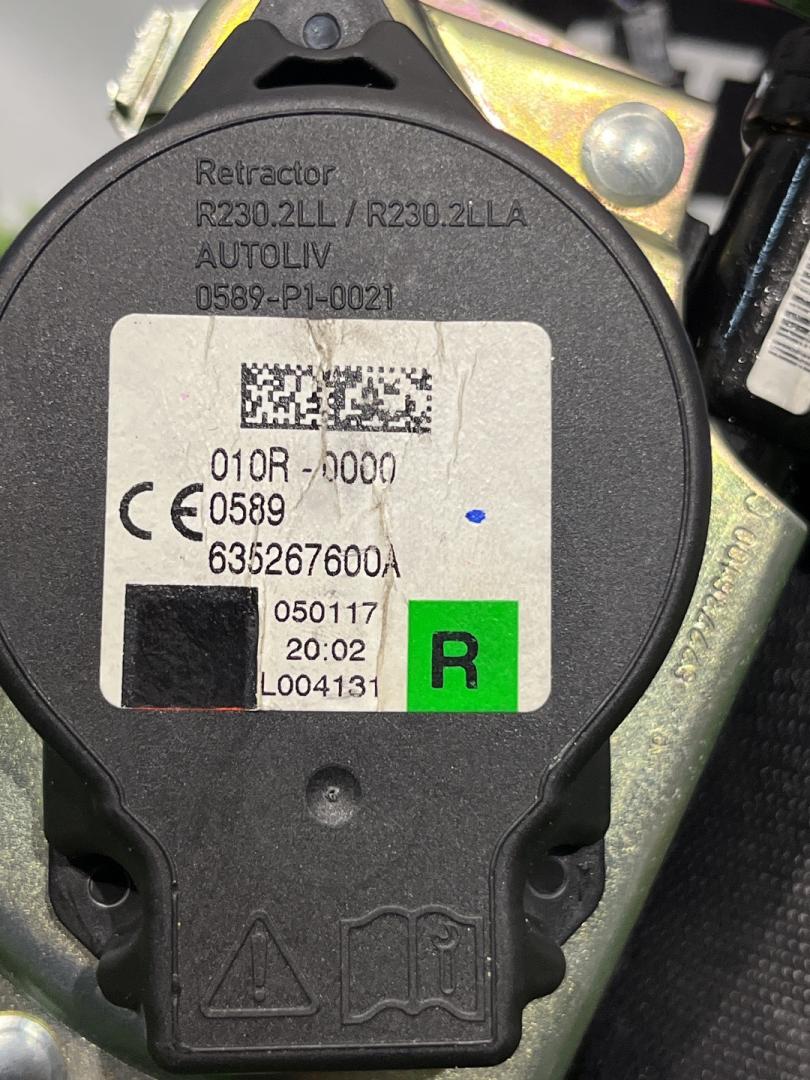 Retractor
R230.2LL / R230.2LLA
AUTOLIV
0589-P1-0021
010R - 0000
CE 0589
635267600A
050117
20:02
L004131
R